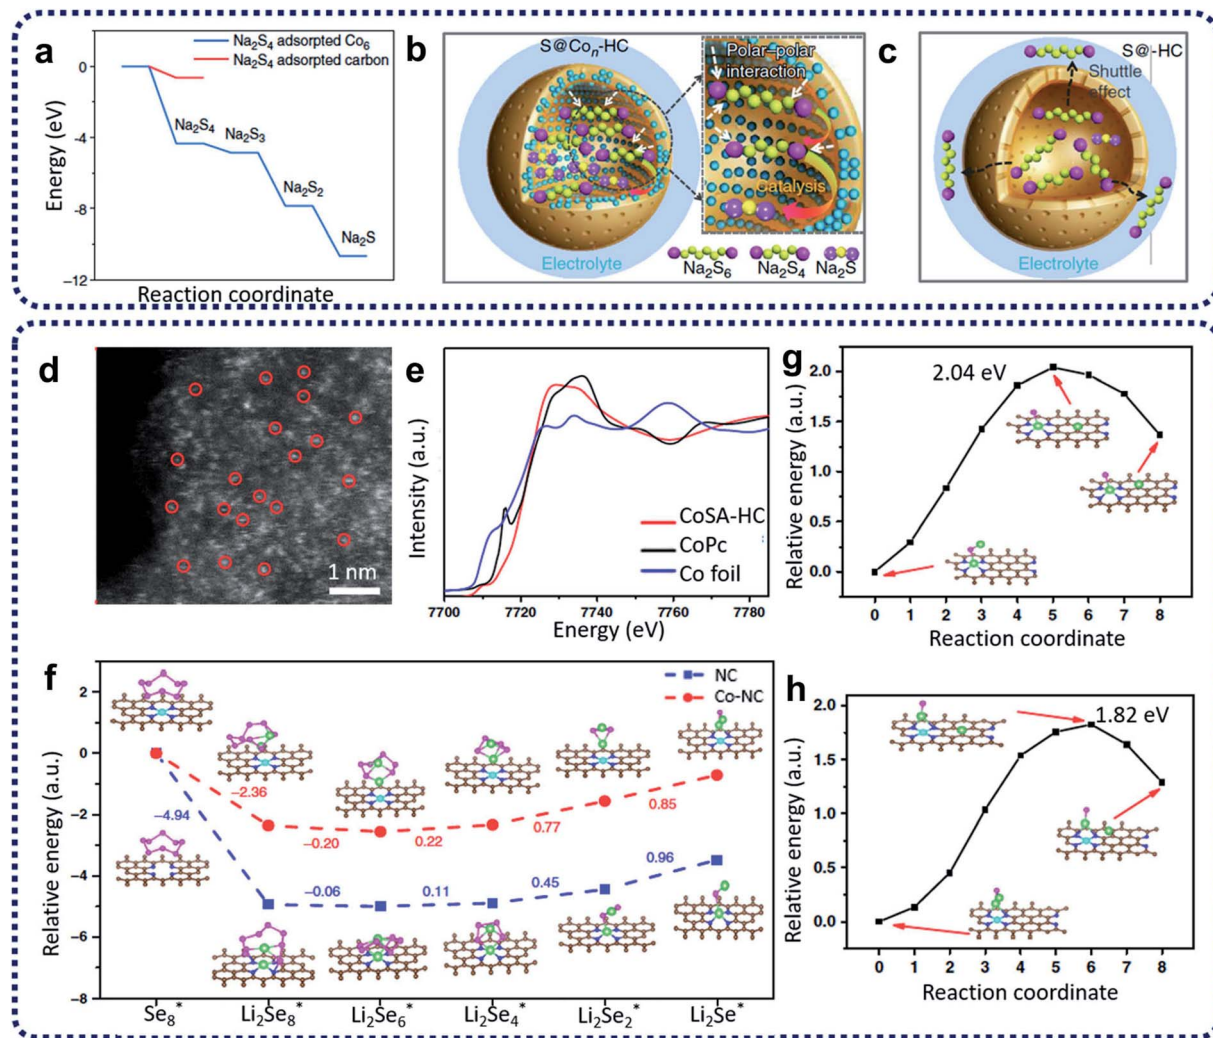 a
Na₂S₄ adsorpted Co₆
Na₂S₄ adsorpted carbon
0
−4
−8
−12
Energy (eV)
Na₂S₄
Na₂S₃
Na₂S₂
Na₂S
Reaction coordinate
b
S@Coₙ-HC
Polar–polar
interaction
Catalysis
Electrolyte
Na₂S₆
Na₂S₄
Na₂S
c
S@-HC
Shuttle
effect
Electrolyte
d
1 nm
e
Intensity (a.u.)
CoSA-HC
CoPc
Co foil
7700 7720 7740 7760 7780
Energy (eV)
g
2.04 eV
2.0
1.5
1.0
0.5
0.0
Relative energy (a.u.)
0 1 2 3 4 5 6 7 8
Reaction coordinate
f
NC
Co-NC
2
0
−2
−4
−6
−8
Relative energy (a.u.)
−2.36
−0.20
0.22
0.77
0.85
−4.94
−0.06
0.11
0.45
0.96
Se₈* Li₂Se₈* Li₂Se₆* Li₂Se₄* Li₂Se₂* Li₂Se*
h
1.82 eV
2.0
1.5
1.0
0.5
0.0
Relative energy (a.u.)
0 1 2 3 4 5 6 7 8
Reaction coordinate